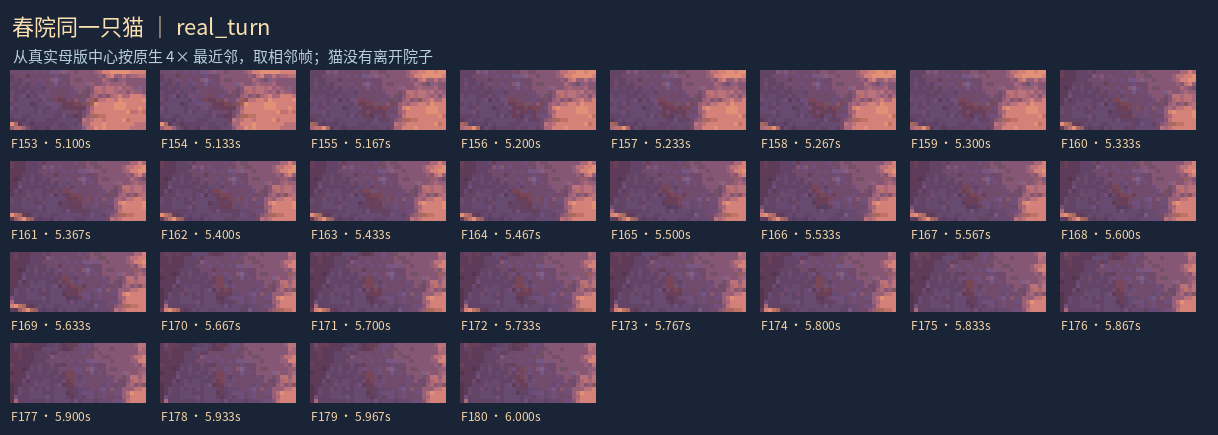 春院同一只猫 | real_turn
从真实母版中心按原生 4× 最近邻，取相邻帧；猫没有离开院子
F153 · 5.100s F154 · 5.133s F155 · 5.167s F156 · 5.200s F157 · 5.233s F158 · 5.267s F159 · 5.300s F160 · 5.333s
F161 · 5.367s F162 · 5.400s F163 · 5.433s F164 · 5.467s F165 · 5.500s F166 · 5.533s F167 · 5.567s F168 · 5.600s
F169 · 5.633s F170 · 5.667s F171 · 5.700s F172 · 5.733s F173 · 5.767s F174 · 5.800s F175 · 5.833s F176 · 5.867s
F177 · 5.900s F178 · 5.933s F179 · 5.967s F180 · 6.000s